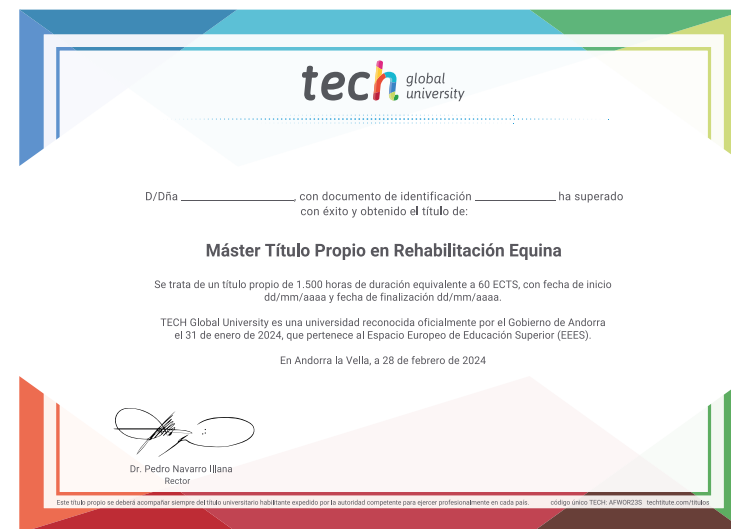 tech global university
D/Dña ____________, con documento de identificación ____________ ha superado
con éxito y obtenido el título de:
Máster Título Propio en Rehabilitación Equina
Se trata de un título propio de 1.500 horas de duración equivalente a 60 ECTS, con fecha de inicio
dd/mm/aaaa y fecha de finalización dd/mm/aaaa.
TECH Global University es una universidad reconocida oficialmente por el Gobierno de Andorra
el 31 de enero de 2024, que pertenece al Espacio Europeo de Educación Superior (EEES).
En Andorra la Vella, a 28 de febrero de 2024
Dr. Pedro Navarro Illana
Rector
Este título propio se deberá acompañar siempre del título universitario habilitante expedido por la autoridad competente para ejercer profesionalmente en cada país. código único TECH: AFWOR23S techtitute.com/titulos